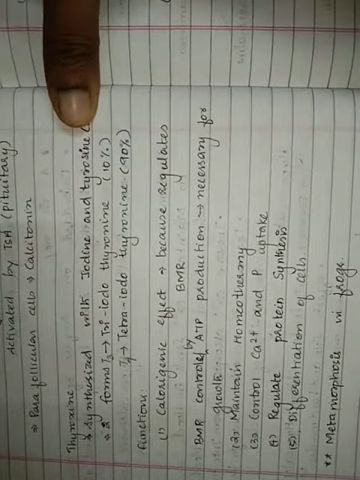 activated by TSH (pituitary)
⇒ Para follicular cells → Calcitonin
Thyroxine
⇒ Synthesized with Iodine and tyrosine (
⇒ 2 forms T3 → Tri-iodo thyronine (10%)
T4 → Tetra-iodo thyronine (90%)
Functions
(1) Calorigenic effect → because Regulates
BMR
BMR controlled by ATP production → necessary for
growth
(2) Maintain Homeothermy
(3) Control Ca2+ and P uptake
(4) Regulate protein Synthesis
(5) Differentiation of cells
** Metamorphosis in frogs.